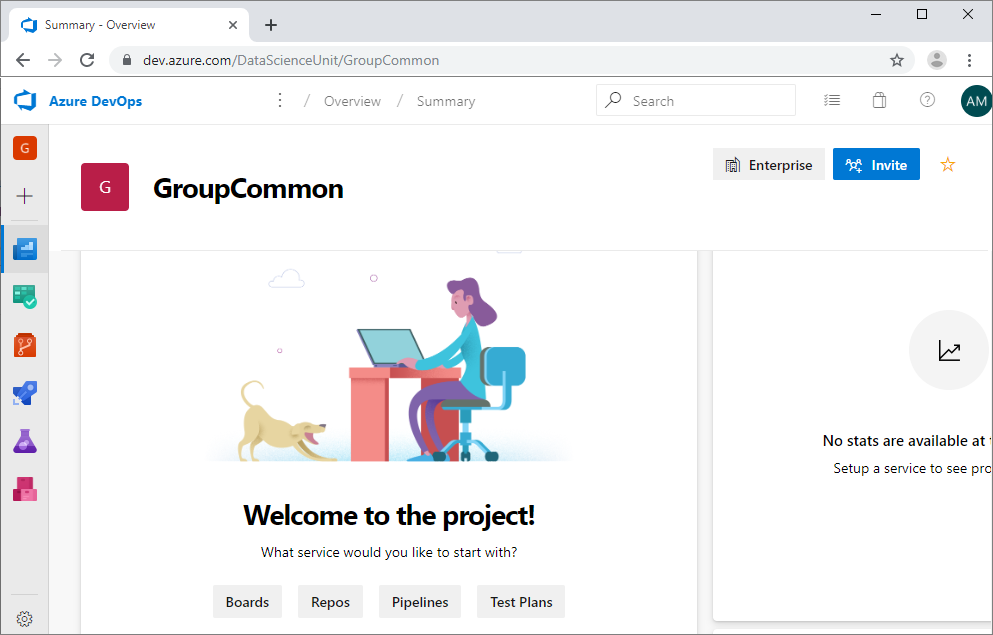 Summary - Overview
dev.azure.com/DataScienceUnit/GroupCommon
Azure DevOps / Overview / Summary Search AM
G
G GroupCommon Enterprise Invite
No stats are available at
Setup a service to see pro
Welcome to the project!
What service would you like to start with?
Boards Repos Pipelines Test Plans